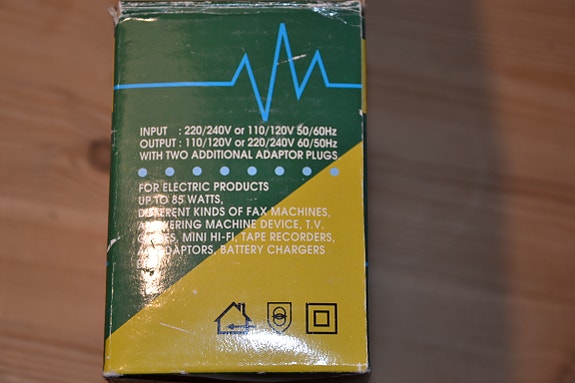 INPUT : 220/240V or 110/120V 50/60Hz
OUTPUT : 110/120V or 220/240V 60/50Hz
WITH TWO ADDITIONAL ADAPTOR PLUGS,
FOR ELECTRIC PRODUCTS
UP TO 85 WATTS,
DIFFERENT KINDS OF FAX MACHINES,
ANSWERING MACHINE DEVICE, T.V.
MINI HI-FI, TAPE RECORDERS,
ADAPTORS, BATTERY CHARGERS